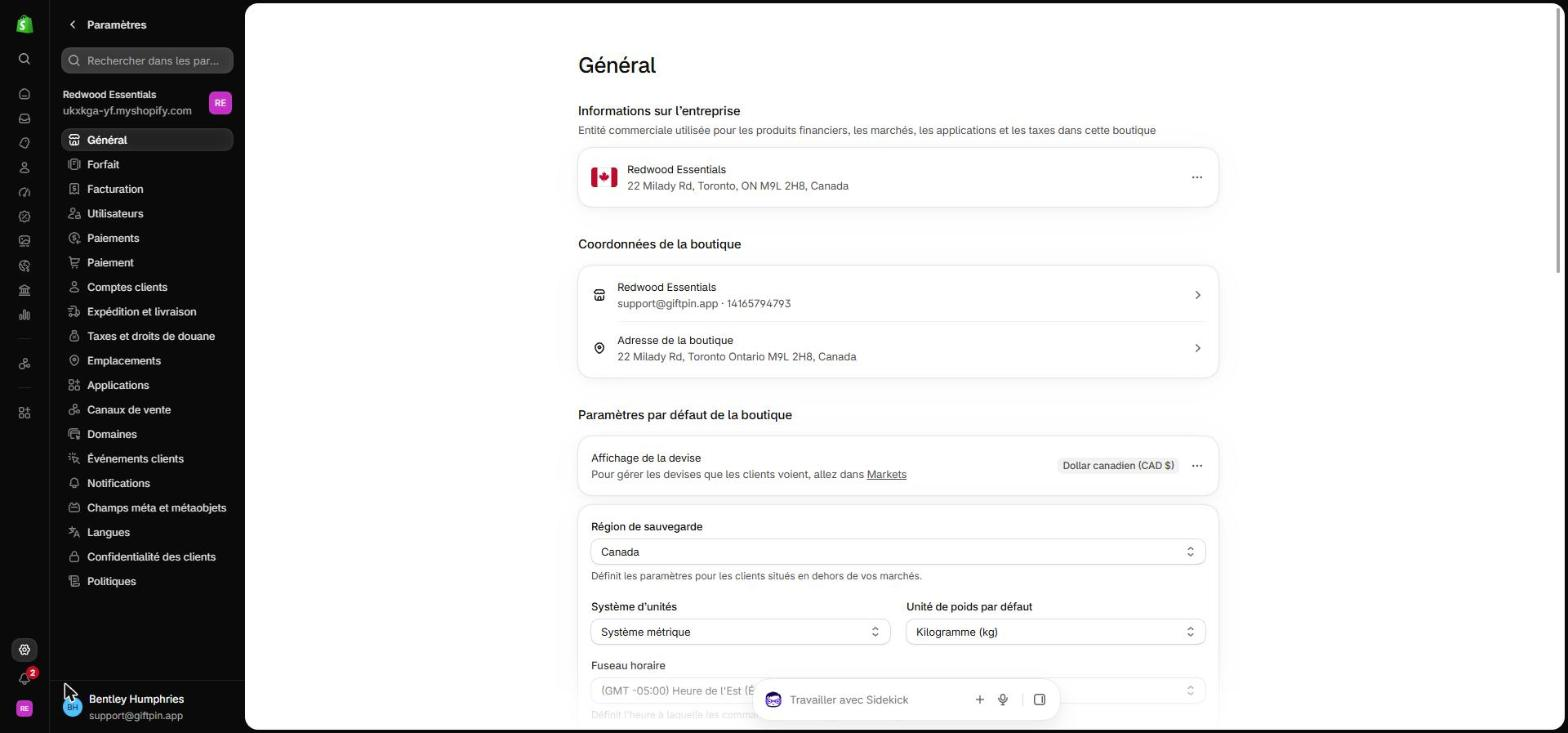 Paramètres
Rechercher dans les par...
Redwood Essentials
ukxkga-yf.myshopify.com
RE
Général
Forfait
Facturation
Utilisateurs
Paiements
Paiement
Comptes clients
Expédition et livraison
Taxes et droits de douane
Emplacements
Applications
Canaux de vente
Domaines
Événements clients
Notifications
Champs méta et métaobjets
Langues
Confidentialité des clients
Politiques
2
RE
BH
Bentley Humphries
support@giftpin.app
Général
Informations sur l'entreprise
Entité commerciale utilisée pour les produits financiers, les marchés, les applications et les taxes dans cette boutique
Redwood Essentials
22 Milady Rd, Toronto, ON M9L 2H8, Canada
Coordonnées de la boutique
Redwood Essentials
support@giftpin.app · 14165794793
Adresse de la boutique
22 Milady Rd, Toronto Ontario M9L 2H8, Canada
Paramètres par défaut de la boutique
Affichage de la devise
Pour gérer les devises que les clients voient, allez dans Markets
Dollar canadien (CAD $)
Région de sauvegarde
Canada
Définit les paramètres pour les clients situés en dehors de vos marchés.
Système d'unités
Unité de poids par défaut
Système métrique
Kilogramme (kg)
Fuseau horaire
(GMT -05:00) Heure de l'Est (É
Définit l'heure à laquelle les comma
Travailler avec Sidekick